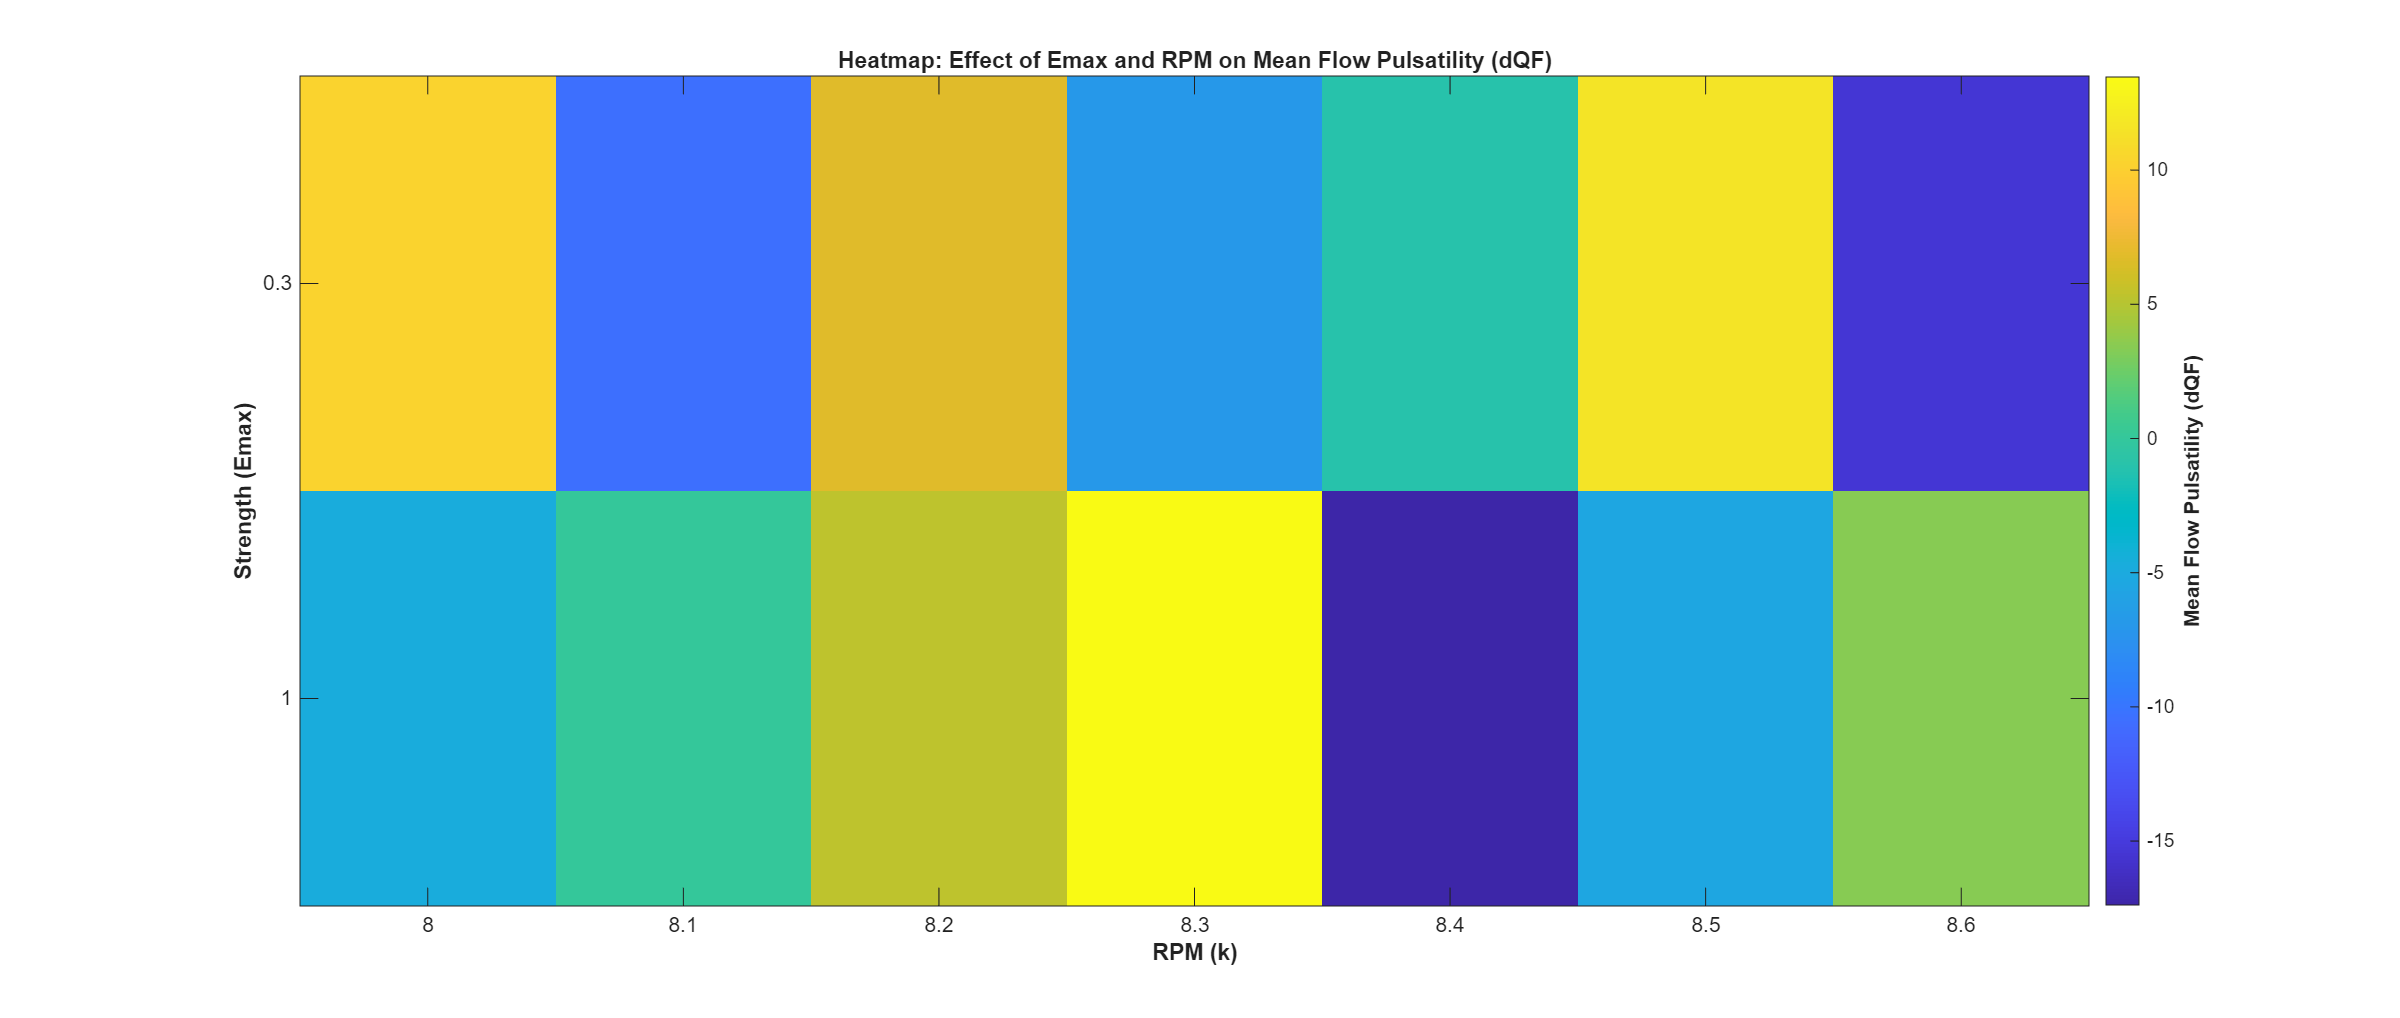 Heatmap: Effect of Emax and RPM on Mean Flow Pulsatility (dQF)
10
0.3
5
Strength (Emax)
0
Mean Flow Pulsatility (dQF)
-5
1
-10
-15
8 8.1 8.2 8.3 8.4 8.5 8.6
RPM (k)